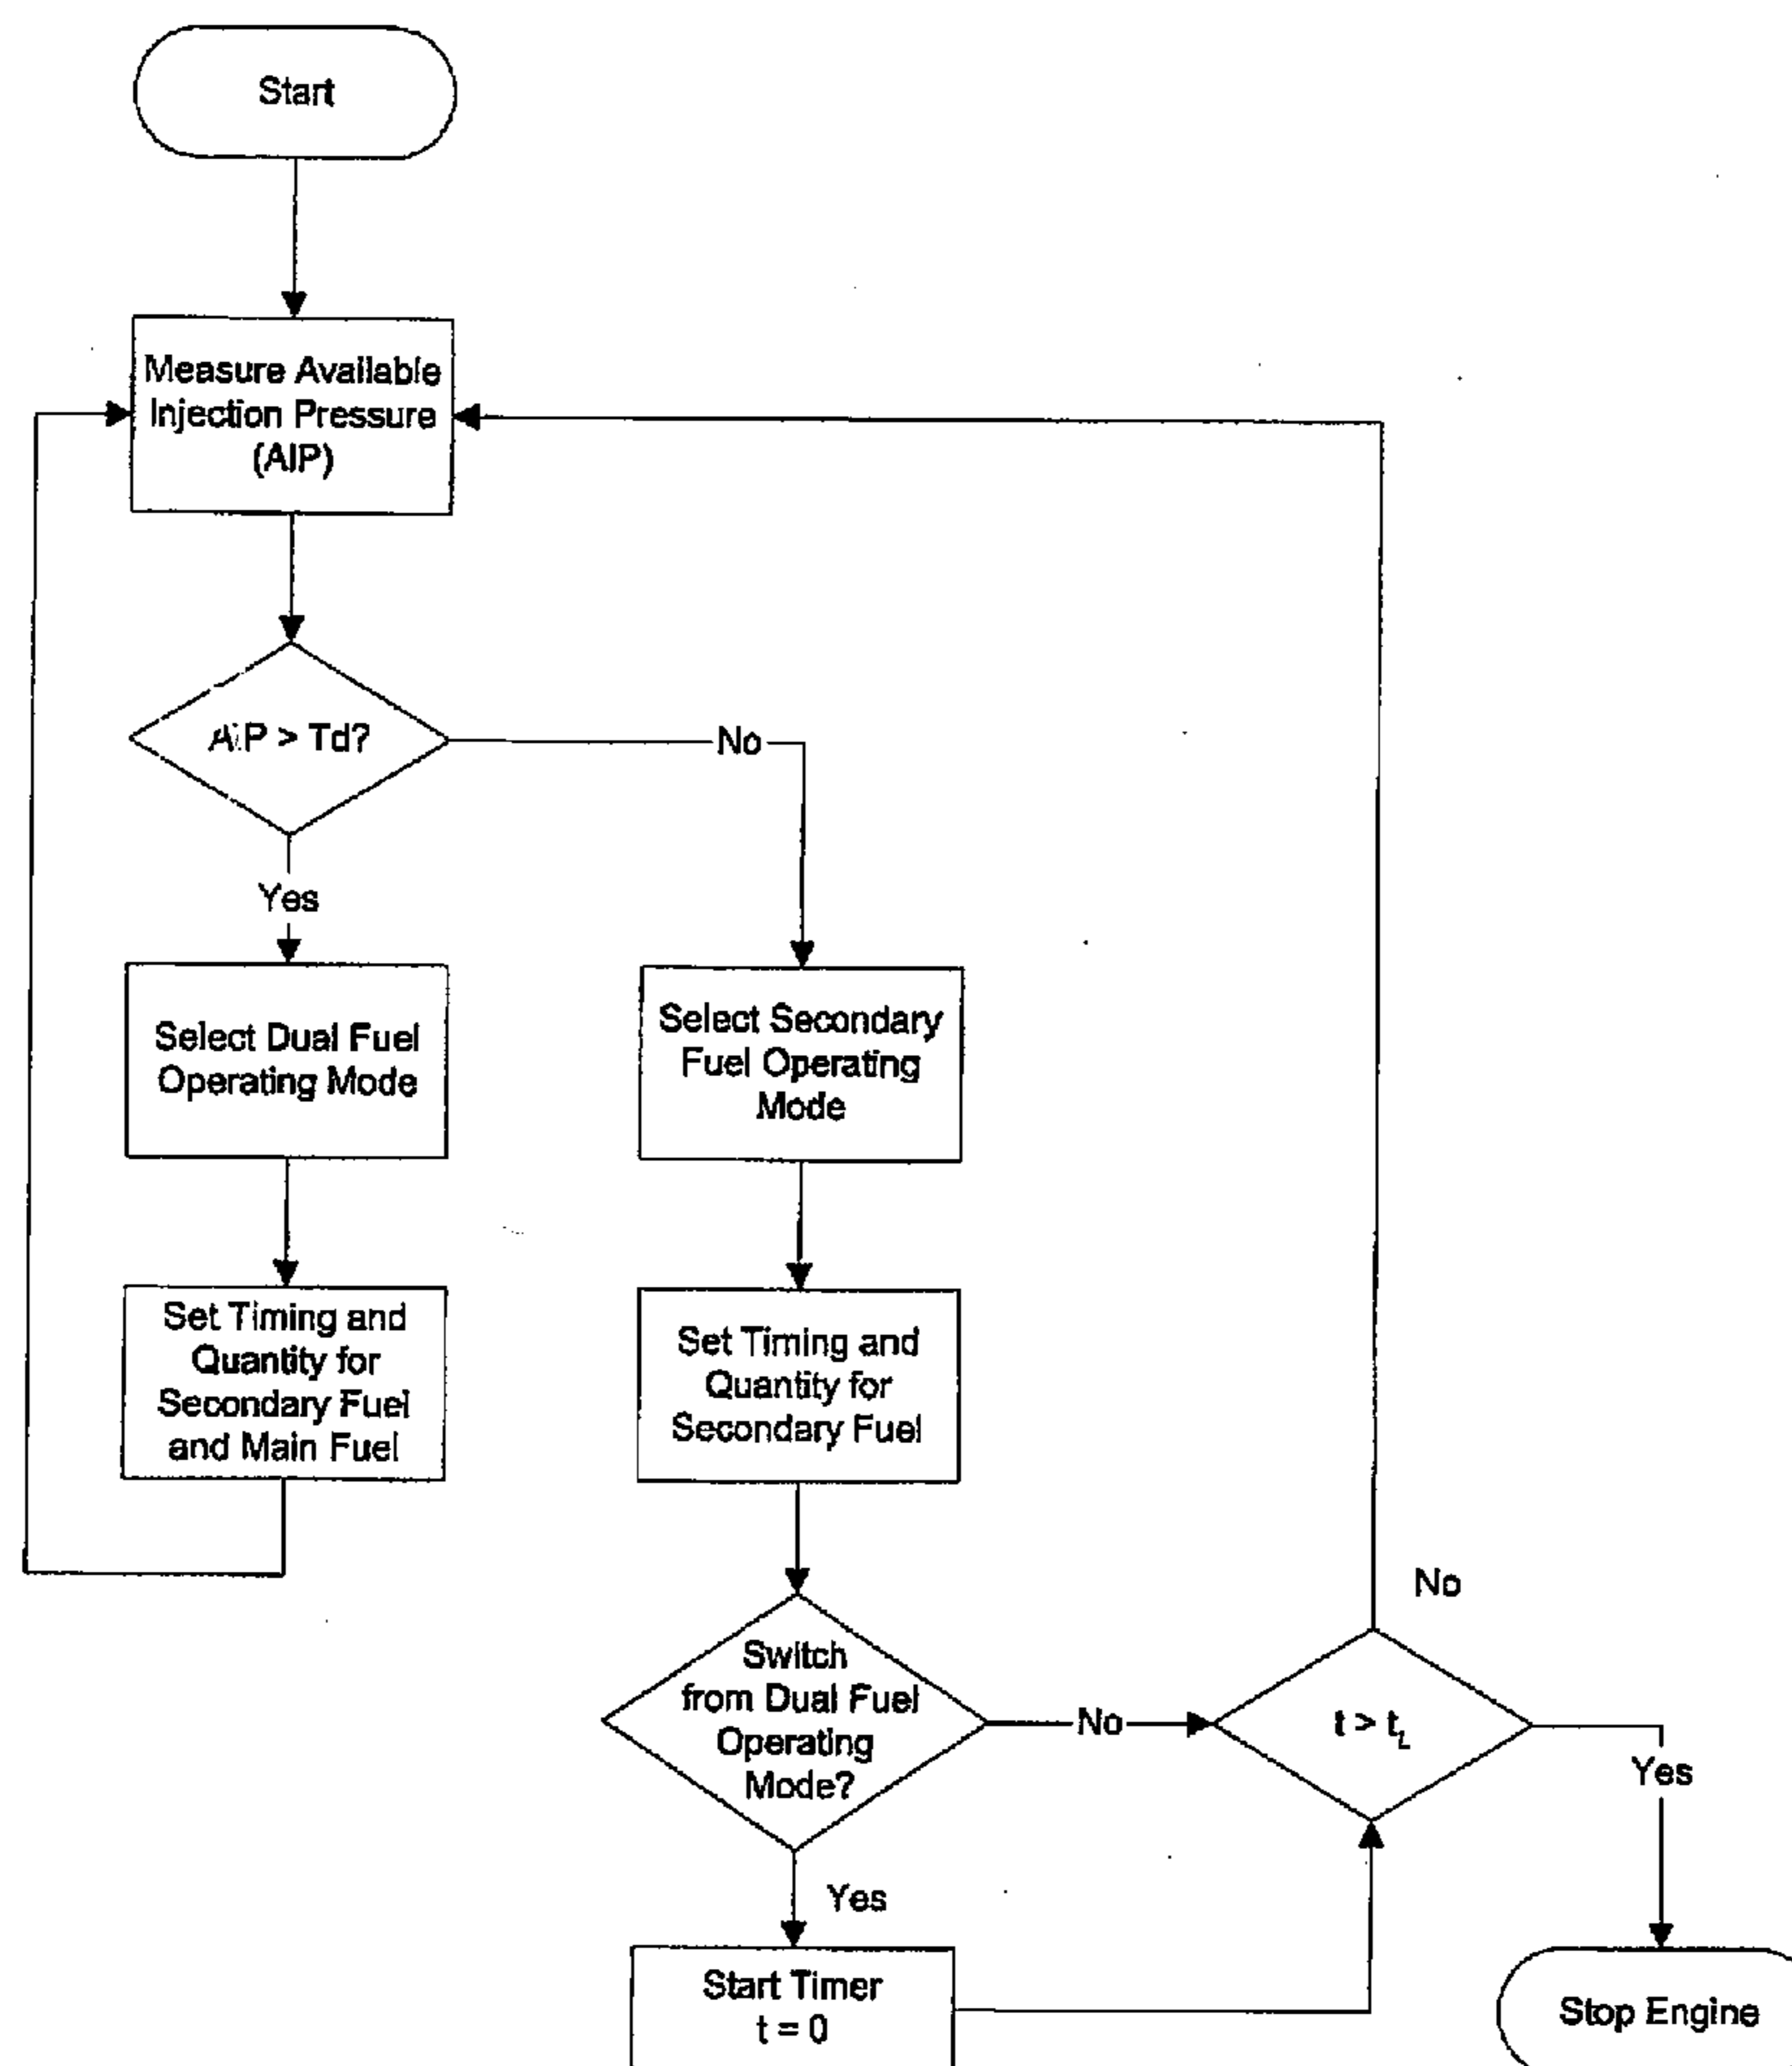 Start
Measure Available
Injection Pressure
(AIP)
AIP > Td?
No
Yes
Select Dual Fuel
Operating Mode
Select Secondary
Fuel Operating
Mode
Set Timing and
Quantity for
Secondary Fuel
and Main Fuel
Set Timing and
Quantity for
Secondary Fuel
No
Switch
from Dual Fuel
Operating
Mode?
No
t > t_L
Yes
Yes
Start Timer
t = 0
Stop Engine